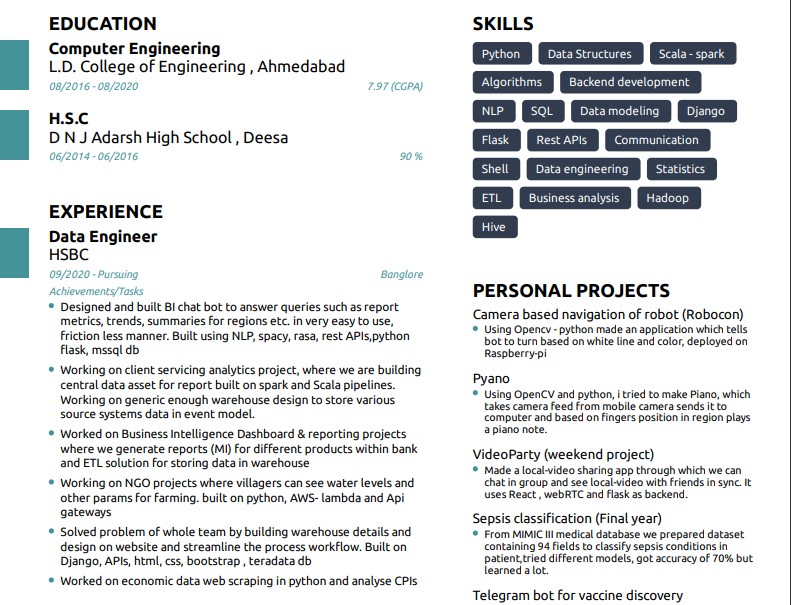 EDUCATION
Computer Engineering
L.D. College of Engineering , Ahmedabad
08/2016 - 08/2020 7.97 (CGPA)
H.S.C
D N J Adarsh High School , Deesa
06/2014 - 06/2016 90 %
EXPERIENCE
Data Engineer
HSBC
09/2020 - Pursuing Banglore
Achievements/Tasks
Designed and built BI chat bot to answer queries such as report
metrics, trends, summaries for regions etc. in very easy to use,
friction less manner. Built using NLP, spacy, rasa, rest APIs,python
flask, mssql db
Working on client servicing analytics project, where we are building
central data asset for report built on spark and Scala pipelines.
Working on generic enough warehouse design to store various
source systems data in event model.
Worked on Business Intelligence Dashboard & reporting projects
where we generate reports (MI) for different products within bank
and ETL solution for storing data in warehouse
Working on NGO projects where villagers can see water levels and
other params for farming. built on python, AWS- lambda and Api
gateways
Solved problem of whole team by building warehouse details and
design on website and streamline the process workflow. Built on
Django, APIs, html, css, bootstrap , teradata db
Worked on economic data web scraping in python and analyse CPIs
SKILLS
Python Data Structures Scala - spark
Algorithms Backend development
NLP SQL Data modeling Django
Flask Rest APIs Communication
Shell Data engineering Statistics
ETL Business analysis Hadoop
Hive
PERSONAL PROJECTS
Camera based navigation of robot (Robocon)
Using Opencv - python made an application which tells
bot to turn based on white line and color, deployed on
Raspberry-pi
Pyano
Using OpenCV and python, i tried to make Piano, which
takes camera feed from mobile camera sends it to
computer and based on fingers position in region plays
a piano note.
VideoParty (weekend project)
Made a local-video sharing app through which we can
chat in group and see local-video with friends in sync. It
uses React , webRTC and flask as backend.
Sepsis classification (Final year)
From MIMIC III medical database we prepared dataset
containing 94 fields to classify sepsis conditions in
patient,tried different models, got accuracy of 70% but
learned a lot.
Telegram bot for vaccine discovery